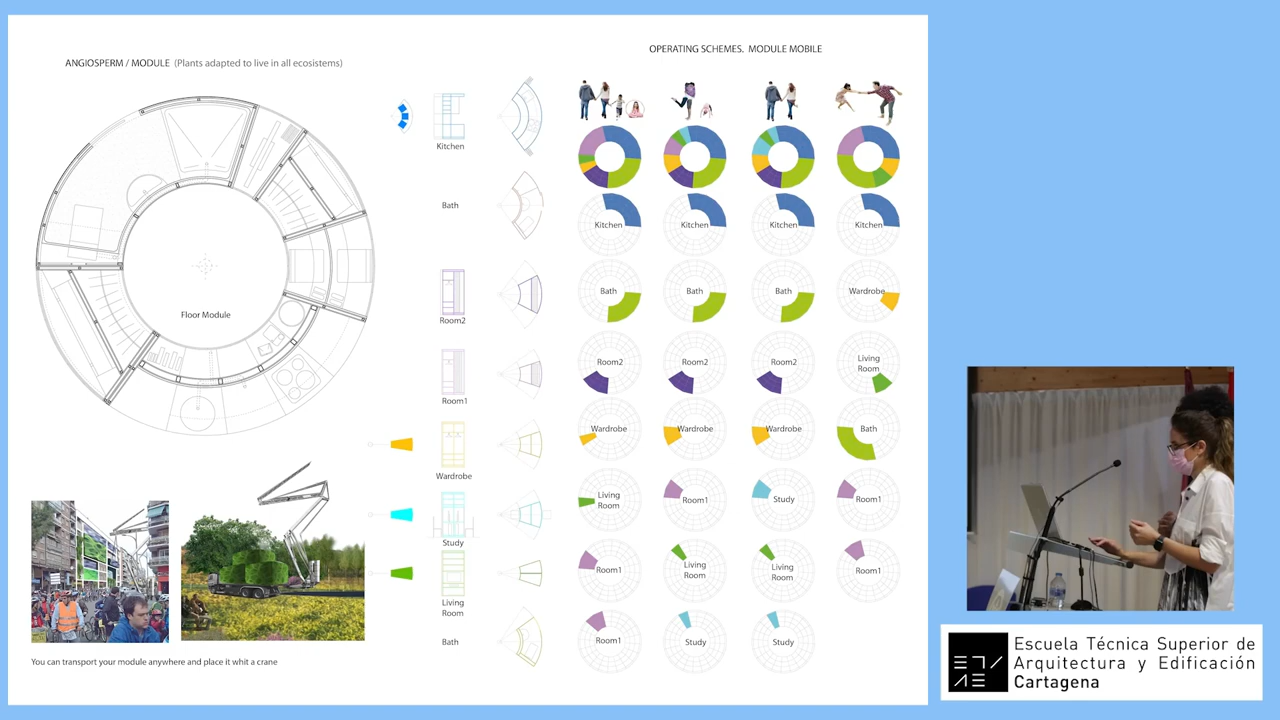 OPERATING SCHEMES. MODULE MOBILE
ANGIOSPERM / MODULE (Plants adapted to live in all ecosistems)
Floor Module
Kitchen
Bath
Room2
Room1
Wardrobe
Study
Living
Room
Bath
Kitchen
Kitchen
Kitchen
Kitchen
Bath
Bath
Bath
Wardrobe
Room2
Room2
Room2
Living
Room
Wardrobe
Wardrobe
Wardrobe
Bath
Living
Room
Room1
Study
Room1
Room1
Living
Room
Living
Room
Room1
Room1
Study
Study
You can transport your module anywhere and place it whit a crane
Escuela Técnica Superior de
Arquitectura y Edificación
Cartagena